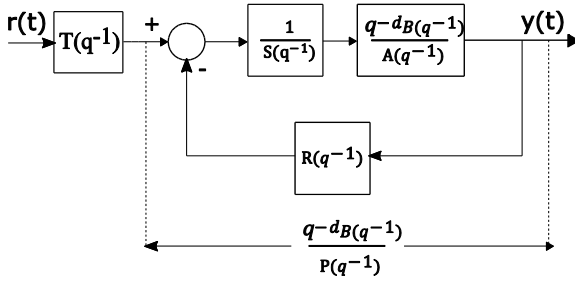 r(t)
T(q⁻¹)
+
-
1
S(q⁻¹)
q⁻ᵈB(q⁻¹)
A(q⁻¹)
y(t)
R(q⁻¹)
q⁻ᵈB(q⁻¹)
P(q⁻¹)